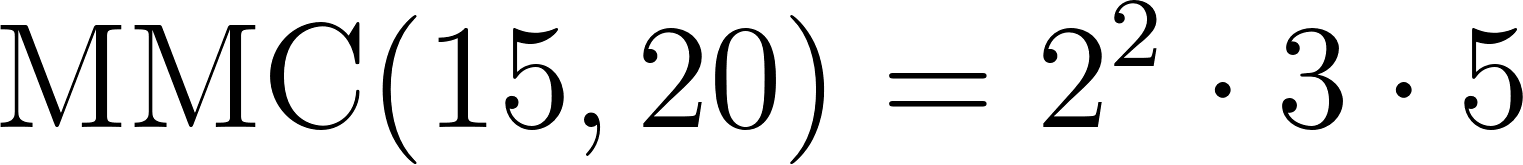 MMC(15, 20) = 2² · 3 · 5